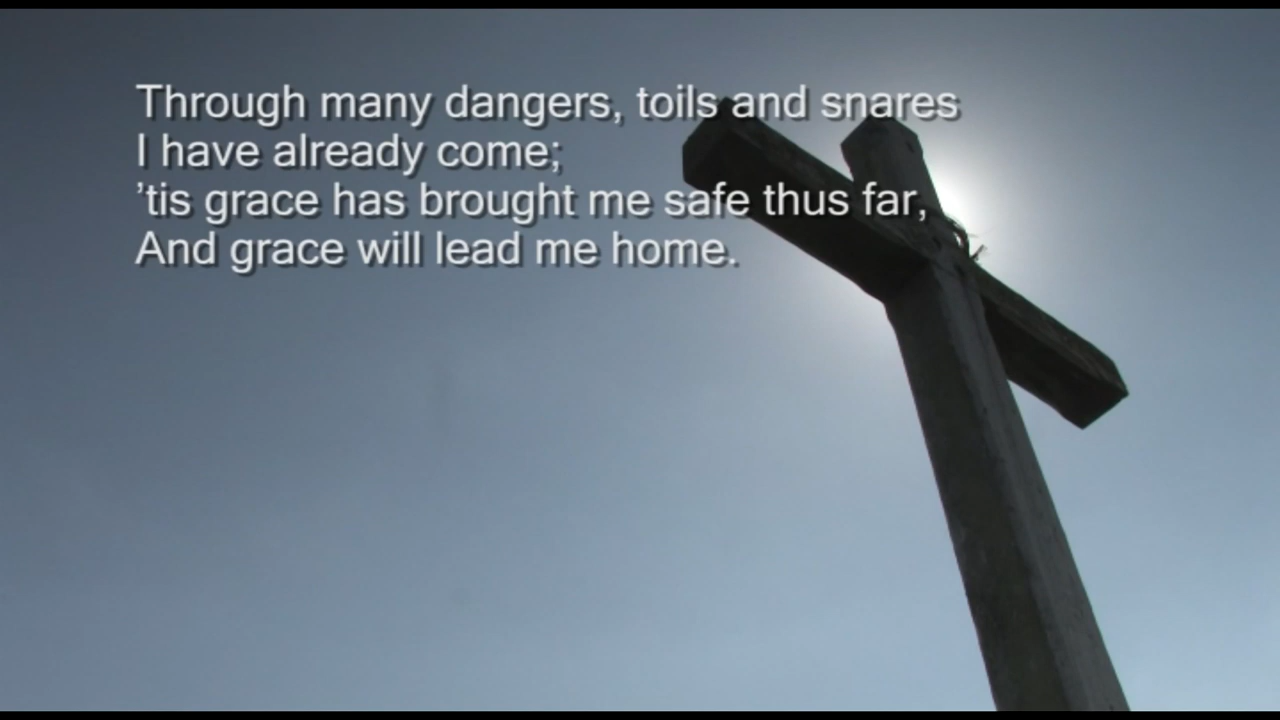 Through many dangers, toils and snares
I have already come;
’tis grace has brought me safe thus far,
And grace will lead me home.